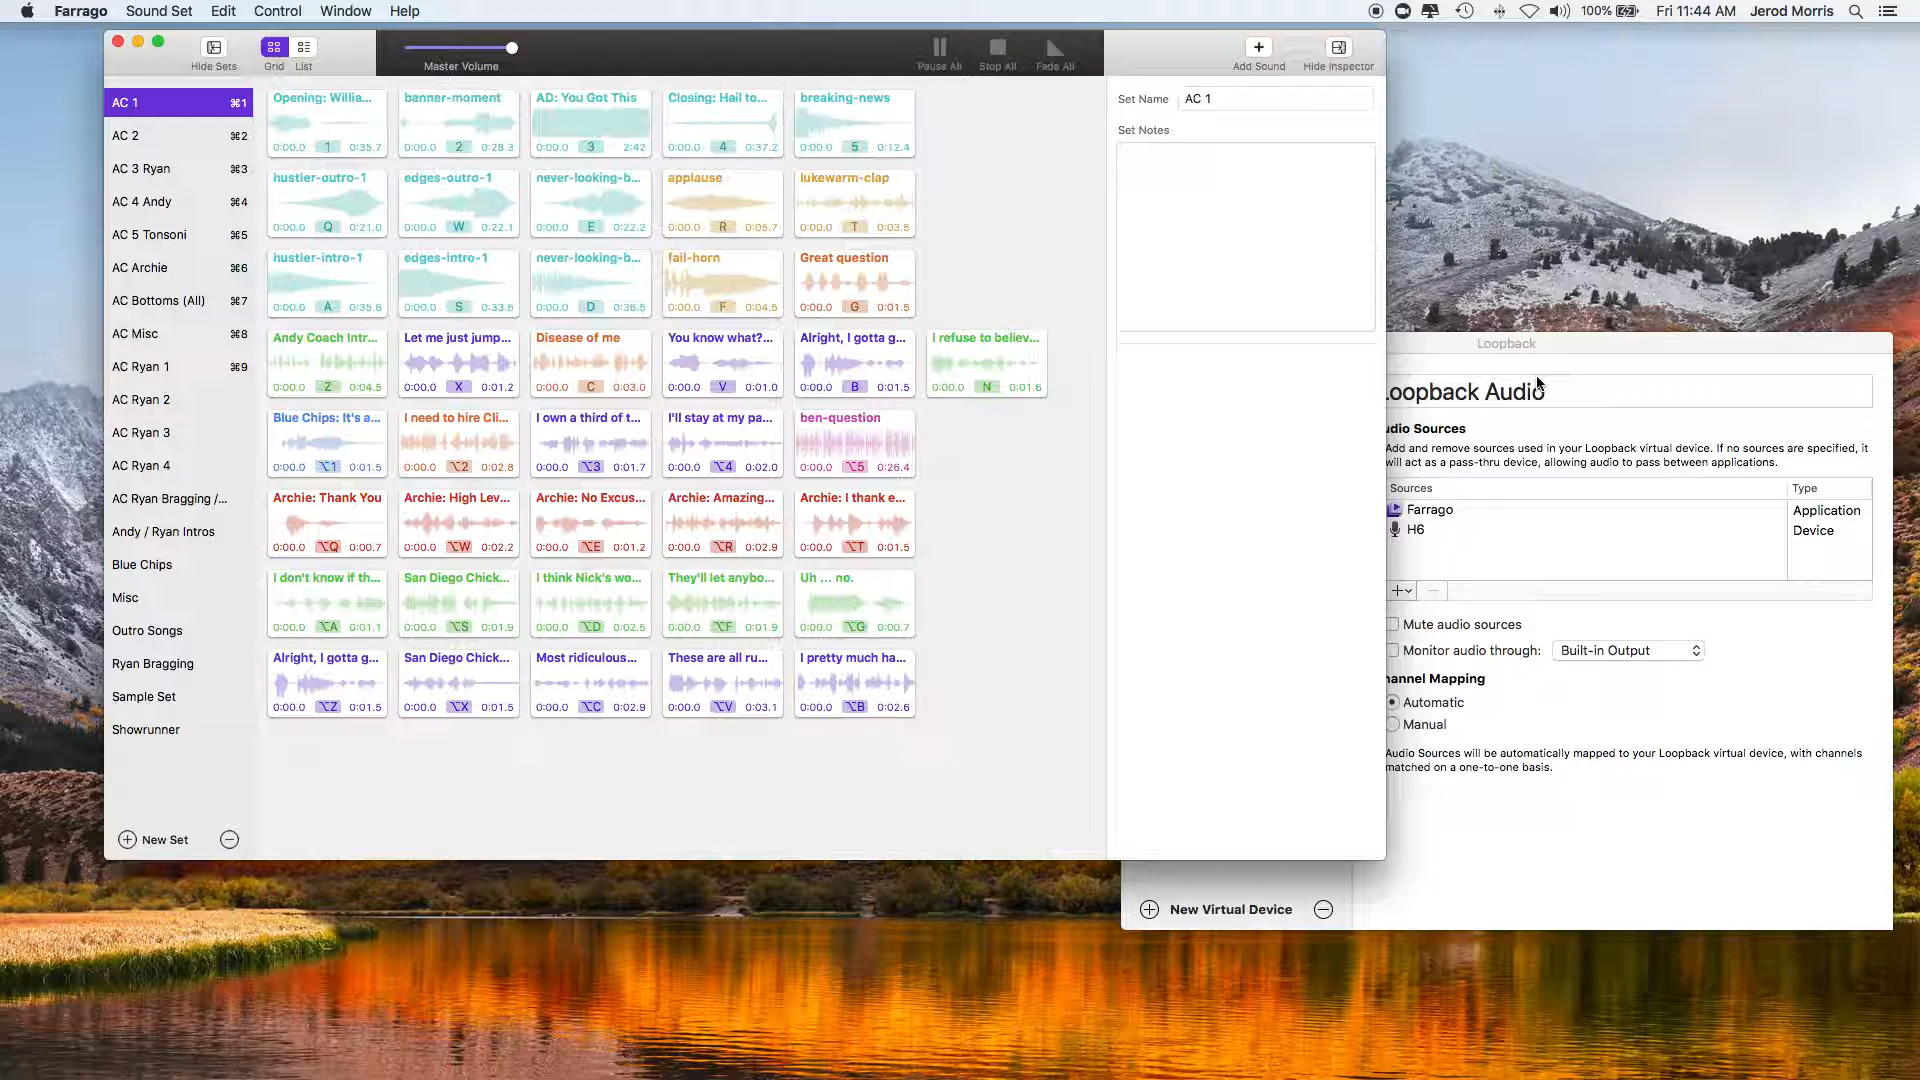 Farrago Sound Set Edit Control Window Help 100% Fri 11:44 AM Jerod Morris
Hide Sets Grid List Master Volume Pause All Stop All Fade All Add Sound Hide Inspector
AC 1 ⌘1
AC 2 ⌘2
AC 3 Ryan ⌘3
AC 4 Andy ⌘4
AC 5 Tonsoni ⌘5
AC Archie ⌘6
AC Bottoms (All) ⌘7
AC Misc ⌘8
AC Ryan 1 ⌘9
AC Ryan 2
AC Ryan 3
AC Ryan 4
AC Ryan Bragging /...
Andy / Ryan Intros
Blue Chips
Misc
Outro Songs
Ryan Bragging
Sample Set
Showrunner
New Set
Opening: Willia... banner-moment AD: You Got This Closing: Hail to... breaking-news
0:00.0 1 0:35.7 0:00.0 2 0:28.3 0:00.0 3 2:42 0:00.0 4 0:37.2 0:00.0 5 0:12.4
hustler-outro-1 edges-outro-1 never-looking-b... applause lukewarm-clap
0:00.0 Q 0:21.0 0:00.0 W 0:22.1 0:00.0 E 0:22.2 0:00.0 R 0:05.7 0:00.0 T 0:03.5
hustler-intro-1 edges-intro-1 never-looking-b... fail-horn Great question
0:00.0 A 0:35.6 0:00.0 S 0:33.6 0:00.0 D 0:36.5 0:00.0 F 0:04.5 0:00.0 G 0:01.5
Andy Coach Intr... Let me just jump... Disease of me You know what?... Alright, I gotta g... I refuse to believ...
0:00.0 Z 0:04.5 0:00.0 X 0:01.2 0:00.0 C 0:03.0 0:00.0 V 0:01.0 0:00.0 B 0:01.5 0:00.0 N 0:01.6
Blue Chips: It's a... I need to hire Cli... I own a third of t... I'll stay at my pa... ben-question
0:00.0 ⌥1 0:01.5 0:00.0 ⌥2 0:02.8 0:00.0 ⌥3 0:01.7 0:00.0 ⌥4 0:02.0 0:00.0 ⌥5 0:26.4
Archie: Thank You Archie: High Lev... Archie: No Excus... Archie: Amazing... Archie: I thank e...
0:00.0 ⌥Q 0:00.7 0:00.0 ⌥W 0:02.2 0:00.0 ⌥E 0:01.2 0:00.0 ⌥R 0:02.9 0:00.0 ⌥T 0:01.5
I don't know if th... San Diego Chick... I think Nick's wo... They'll let anybo... Uh ... no.
0:00.0 ⌥A 0:01.1 0:00.0 ⌥S 0:01.9 0:00.0 ⌥D 0:02.5 0:00.0 ⌥F 0:01.9 0:00.0 ⌥G 0:00.7
Alright, I gotta g... San Diego Chick... Most ridiculous... These are all ru... I pretty much ha...
0:00.0 ⌥Z 0:01.5 0:00.0 ⌥X 0:01.5 0:00.0 ⌥C 0:02.9 0:00.0 ⌥V 0:03.1 0:00.0 ⌥B 0:02.6
Set Name AC 1
Set Notes
Loopback
Loopback Audio
udio Sources
Add and remove sources used in your Loopback virtual device. If no sources are specified, it
will act as a pass-thru device, allowing audio to pass between applications.
Sources Type
Farrago Application
H6 Device
Mute audio sources
Monitor audio through: Built-in Output
hannel Mapping
Automatic
Manual
Audio Sources will be automatically mapped to your Loopback virtual device, with channels
matched on a one-to-one basis.
New Virtual Device